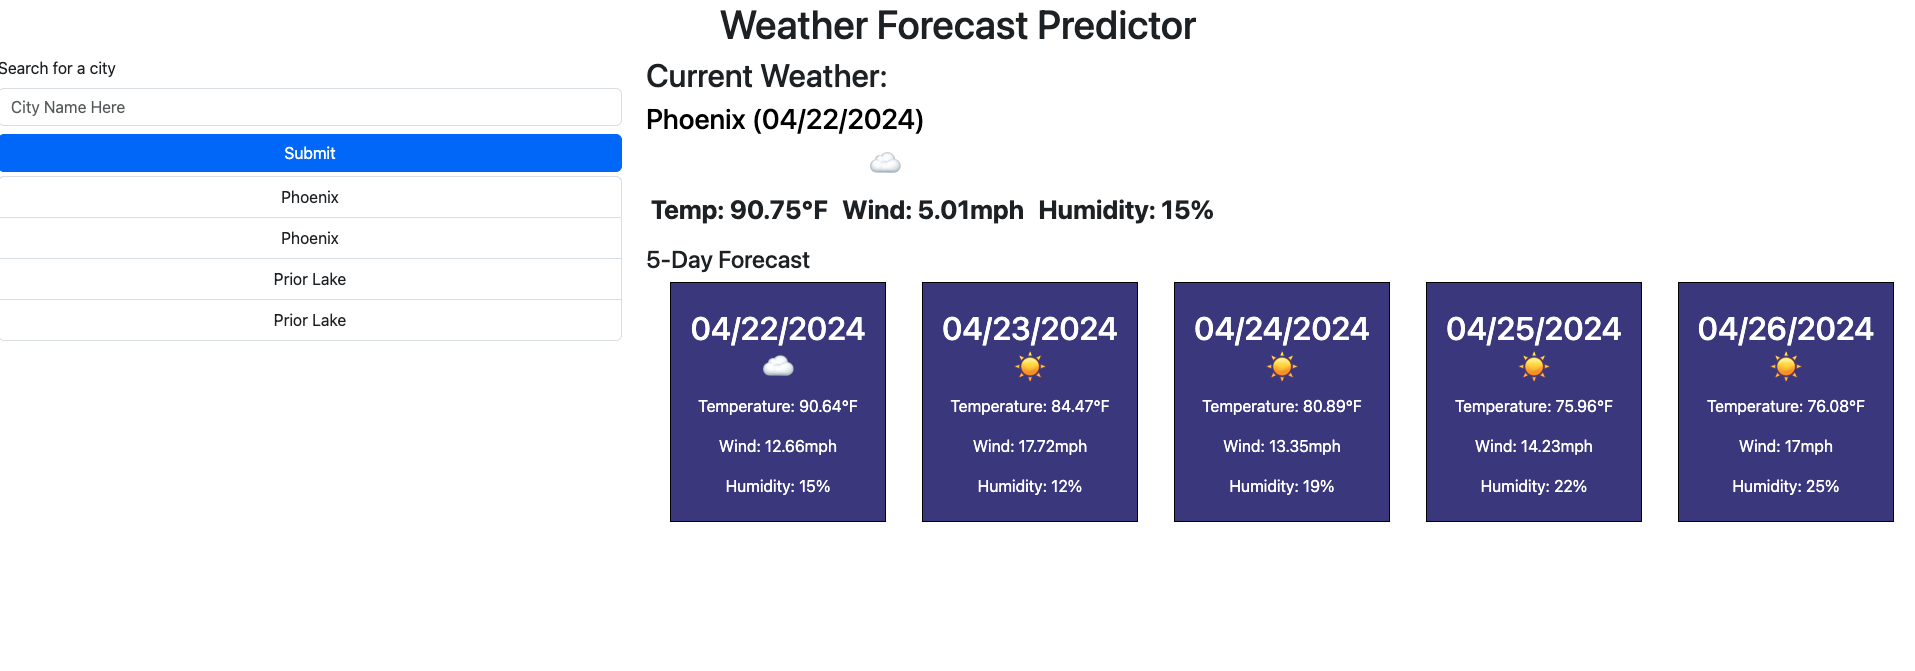 Weather Forecast Predictor
Search for a city
City Name Here
Submit
Phoenix
Phoenix
Prior Lake
Prior Lake
Current Weather:
Phoenix (04/22/2024)
Temp: 90.75°F Wind: 5.01mph Humidity: 15%
5-Day Forecast
04/22/2024
Temperature: 90.64°F
Wind: 12.66mph
Humidity: 15%
04/23/2024
Temperature: 84.47°F
Wind: 17.72mph
Humidity: 12%
04/24/2024
Temperature: 80.89°F
Wind: 13.35mph
Humidity: 19%
04/25/2024
Temperature: 75.96°F
Wind: 14.23mph
Humidity: 22%
04/26/2024
Temperature: 76.08°F
Wind: 17mph
Humidity: 25%